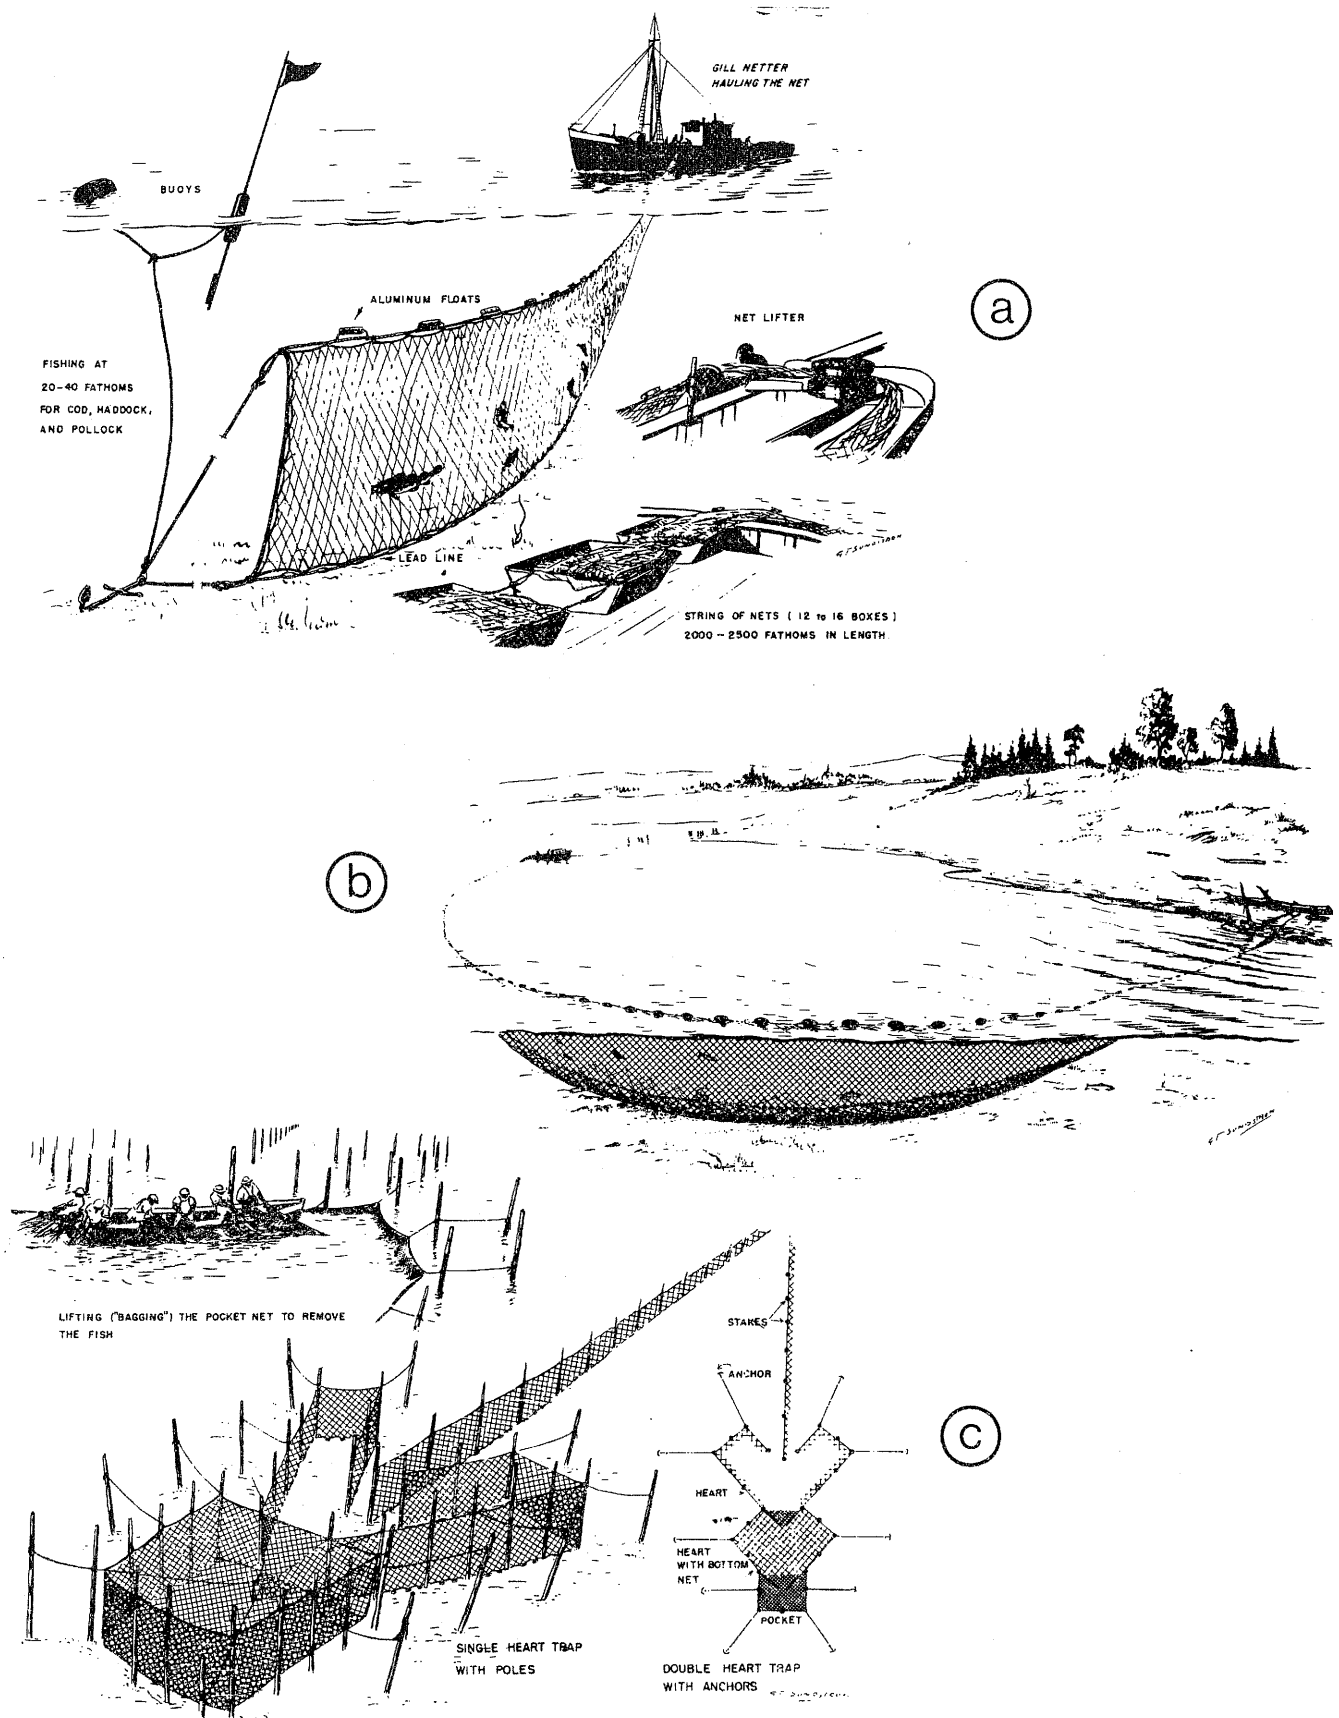 GILL NETTER
HAULING THE NET
BUOYS
a
ALUMINUM FLOATS
NET LIFTER
FISHING AT
20-40 FATHOMS
FOR COD, HADDOCK,
AND POLLOCK
LEAD LINE
G.F. SUNDSTROM
STRING OF NETS ( 12 to 16 BOXES )
2000 - 2500 FATHOMS IN LENGTH.
b
G.F. SUNDSTROM
LIFTING ("BAGGING") THE POCKET NET TO REMOVE
THE FISH
STAKES
ANCHOR
c
HEART
HEART
WITH BOTTOM
NET
POCKET
SINGLE HEART TRAP
WITH POLES
DOUBLE HEART TRAP
WITH ANCHORS
G.F. SUNDSTROM